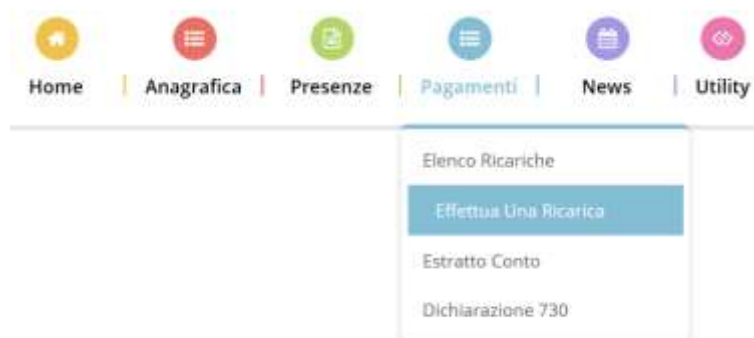 Home Anagrafica Presenze Pagamenti News Utility
Elenco Ricariche
Effettua Una Ricarica
Estratto Conto
Dichiarazione 730